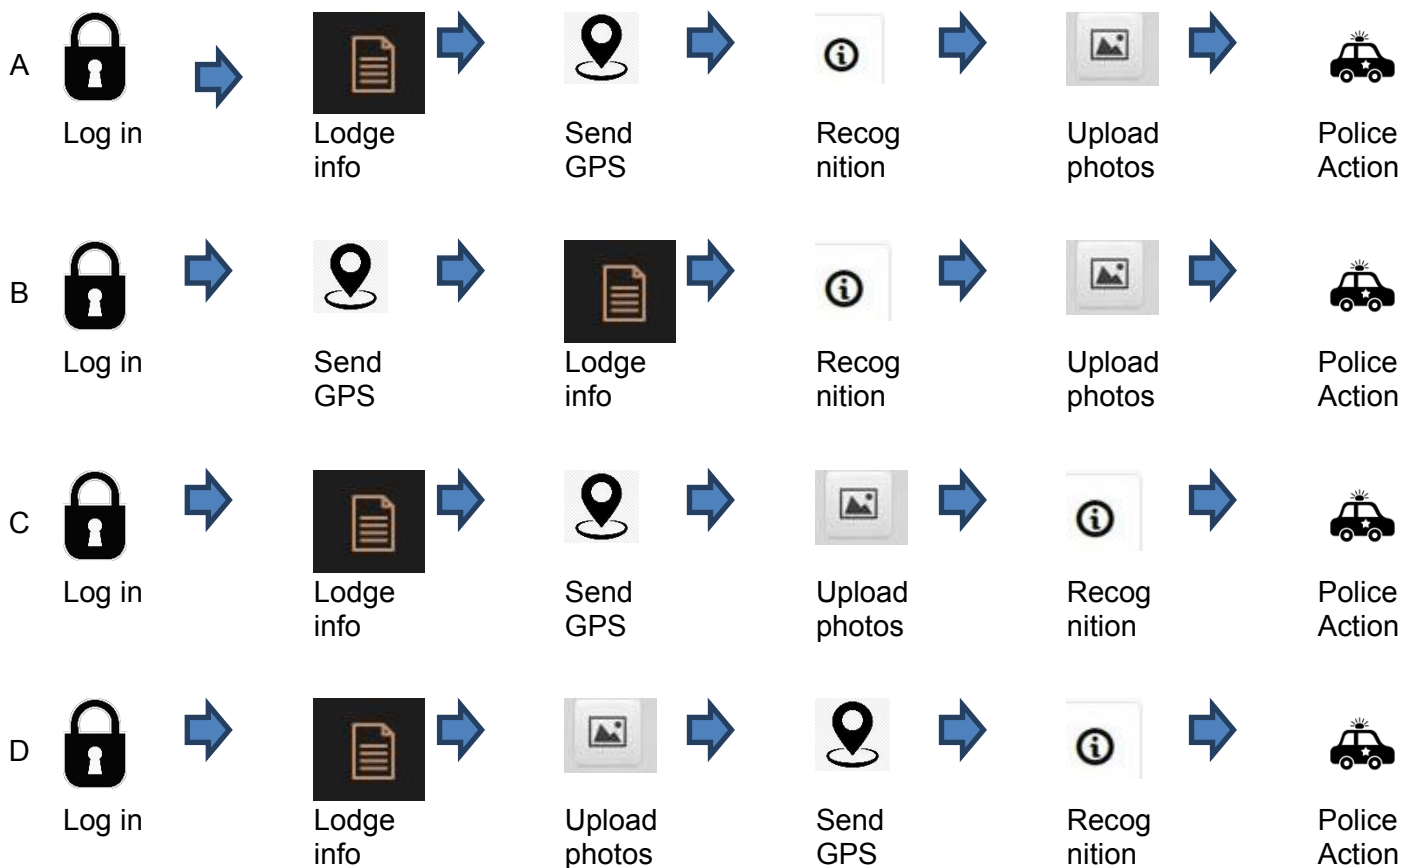 A
Log in Lodge Send Recog Upload Police
info GPS nition photos Action
B
Log in Send Lodge Recog Upload Police
GPS info nition photos Action
C
Log in Lodge Send Upload Recog Police
info GPS photos nition Action
D
Log in Lodge Upload Send Recog Police
info photos GPS nition Action